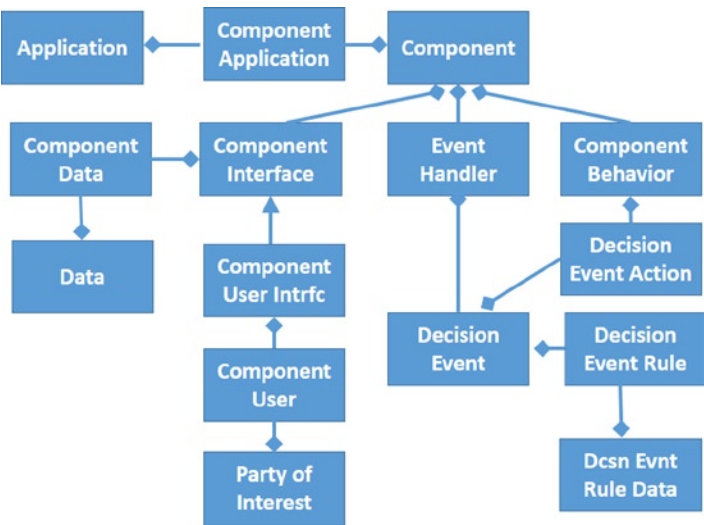 Application
Component
Application
Component
Component
Data
Component
Interface
Event
Handler
Component
Behavior
Data
Component
User Intrfc
Decision
Event Action
Decision
Event
Decision
Event Rule
Component
User
Party of
Interest
Dcsn Evnt
Rule Data